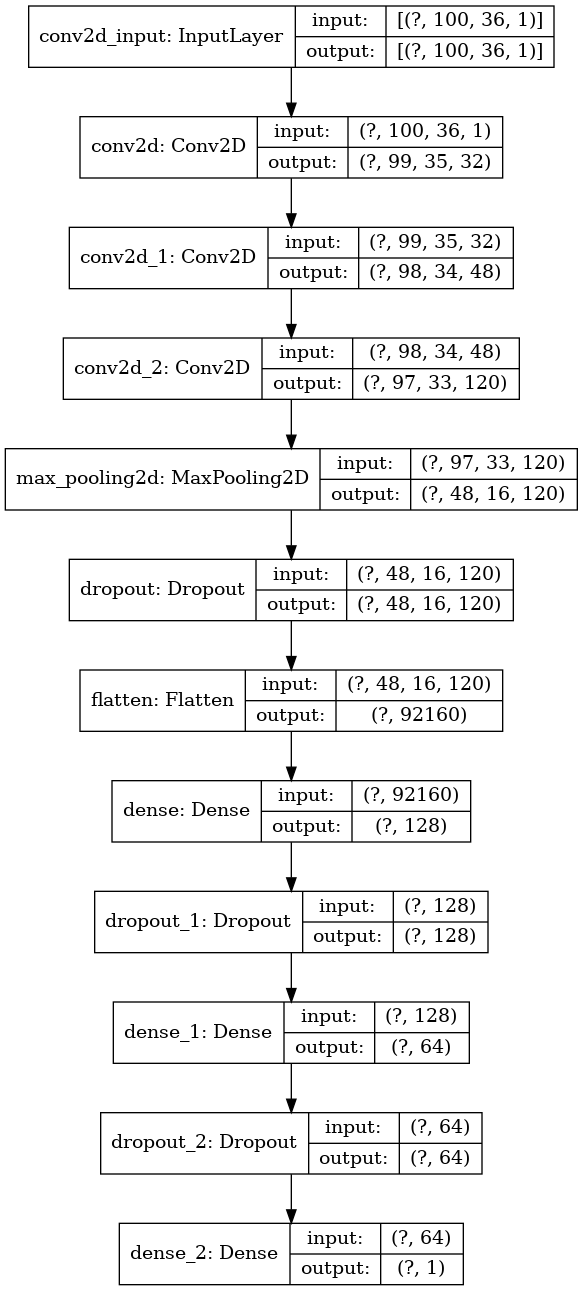 conv2d_input: InputLayer
input:
[(?, 100, 36, 1)]
output:
[(?, 100, 36, 1)]
conv2d: Conv2D
input:
(?, 100, 36, 1)
output:
(?, 99, 35, 32)
conv2d_1: Conv2D
input:
(?, 99, 35, 32)
output:
(?, 98, 34, 48)
conv2d_2: Conv2D
input:
(?, 98, 34, 48)
output:
(?, 97, 33, 120)
max_pooling2d: MaxPooling2D
input:
(?, 97, 33, 120)
output:
(?, 48, 16, 120)
dropout: Dropout
input:
(?, 48, 16, 120)
output:
(?, 48, 16, 120)
flatten: Flatten
input:
(?, 48, 16, 120)
output:
(?, 92160)
dense: Dense
input:
(?, 92160)
output:
(?, 128)
dropout_1: Dropout
input:
(?, 128)
output:
(?, 128)
dense_1: Dense
input:
(?, 128)
output:
(?, 64)
dropout_2: Dropout
input:
(?, 64)
output:
(?, 64)
dense_2: Dense
input:
(?, 64)
output:
(?, 1)